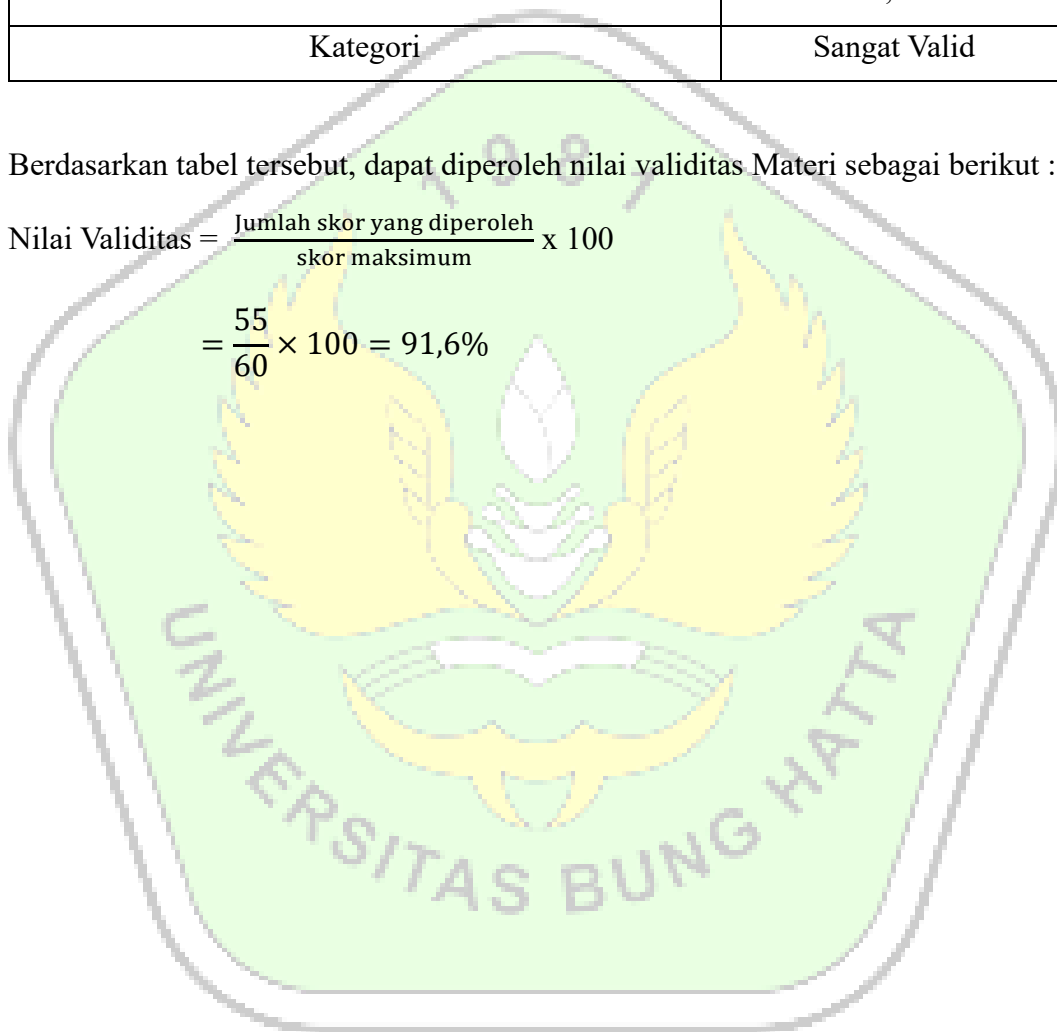 Kategori Sangat Valid
Berdasarkan tabel tersebut, dapat diperoleh nilai validitas Materi sebagai berikut :
Nilai Validitas = Jumlah skor yang diperoleh / skor maksimum x 100
= 55/60 × 100 = 91,6%
1981
UNIVERSITAS BUNG HATTA